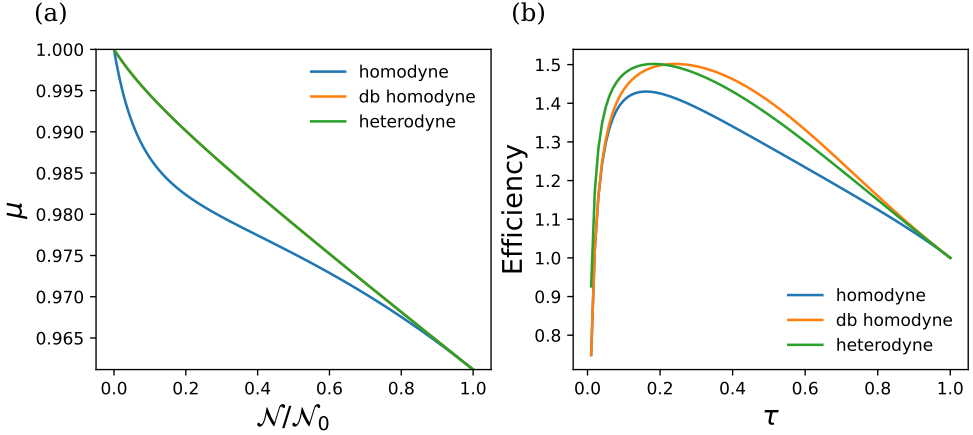 (a)
1.000
0.995
0.990
0.985
0.980
0.975
0.970
0.965
μ
0.0 0.2 0.4 0.6 0.8 1.0
𝒩/𝒩₀
homodyne
db homodyne
heterodyne
(b)
1.5
1.4
1.3
1.2
1.1
1.0
0.9
0.8
Efficiency
0.0 0.2 0.4 0.6 0.8 1.0
τ
homodyne
db homodyne
heterodyne